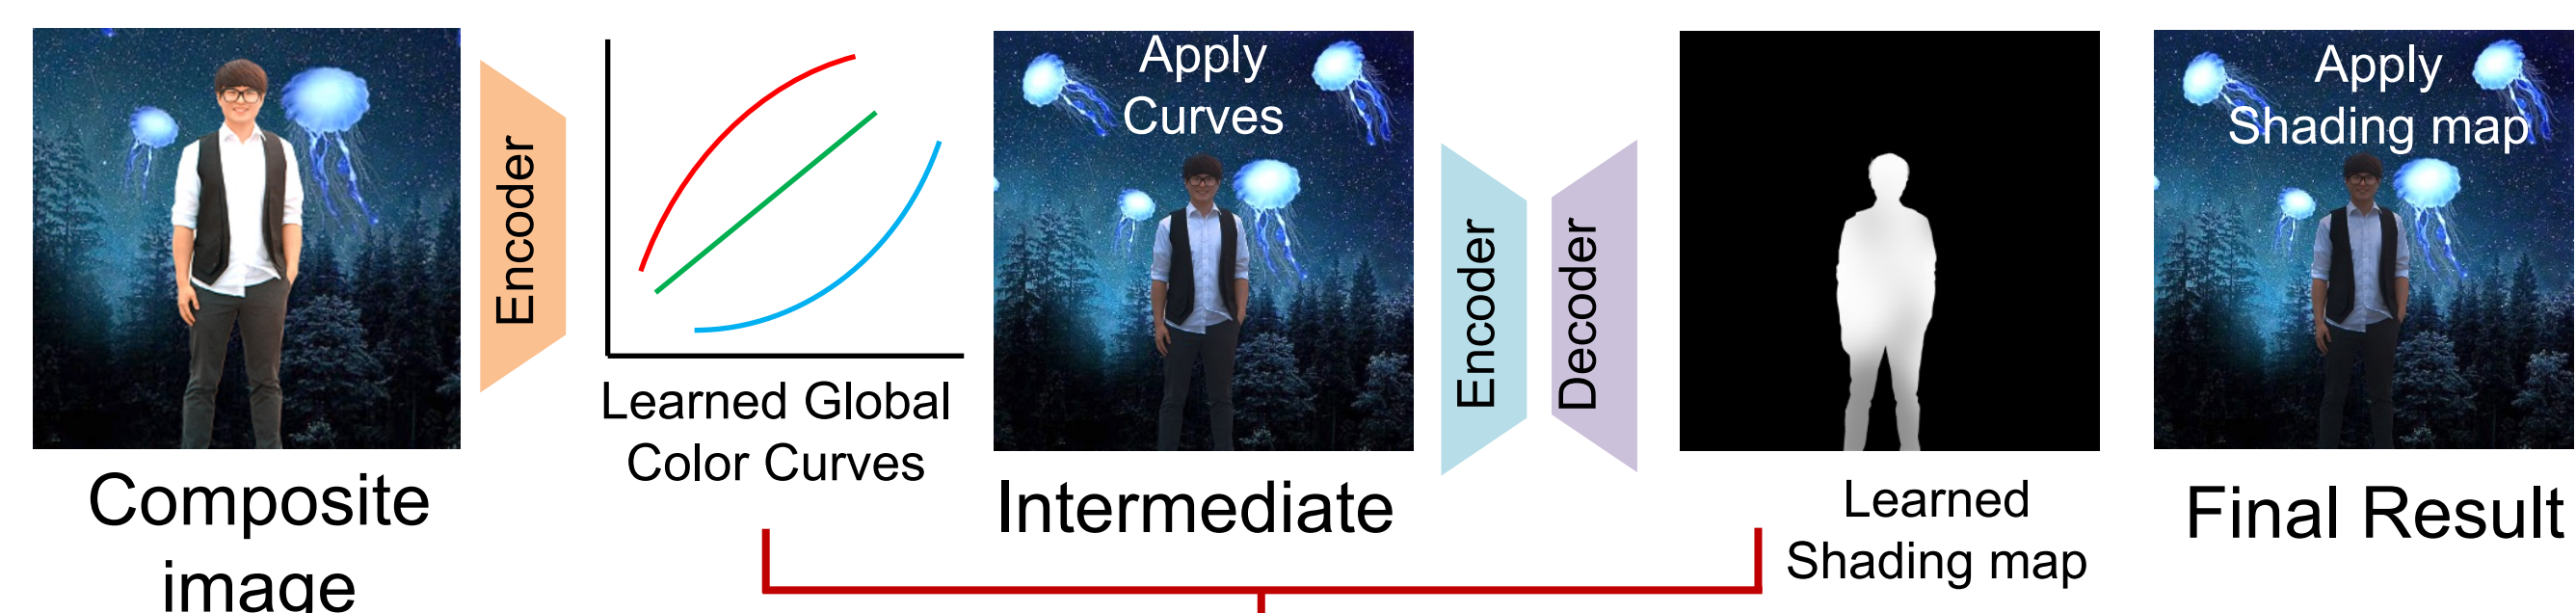 Composite
image
Encoder
Learned Global
Color Curves
Apply
Curves
Intermediate
Encoder
Decoder
Learned
Shading map
Apply
Shading map
Final Result